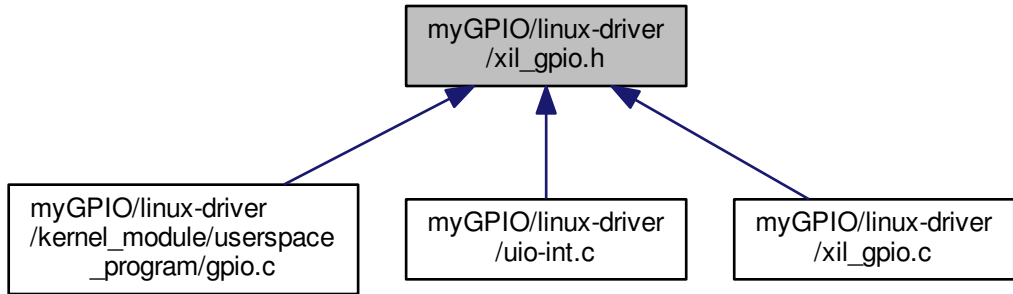 myGPIO/linux-driver
/xil_gpio.h
myGPIO/linux-driver
/kernel_module/userspace
_program/gpio.c
myGPIO/linux-driver
/uio-int.c
myGPIO/linux-driver
/xil_gpio.c